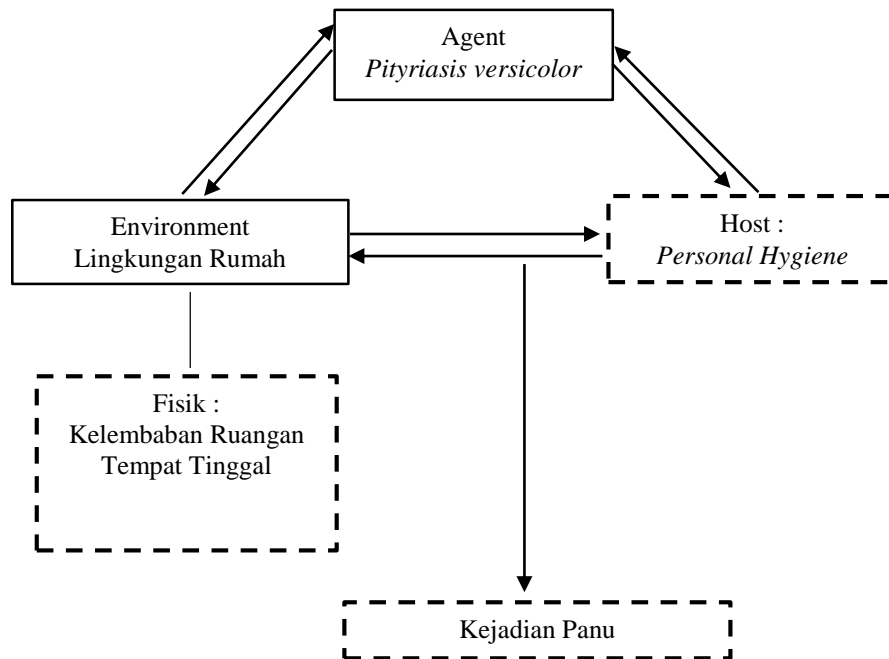 Agent
Pityriasis versicolor
Environment
Lingkungan Rumah
Host :
Personal Hygiene
Fisik :
Kelembaban Ruangan
Tempat Tinggal
Kejadian Panu